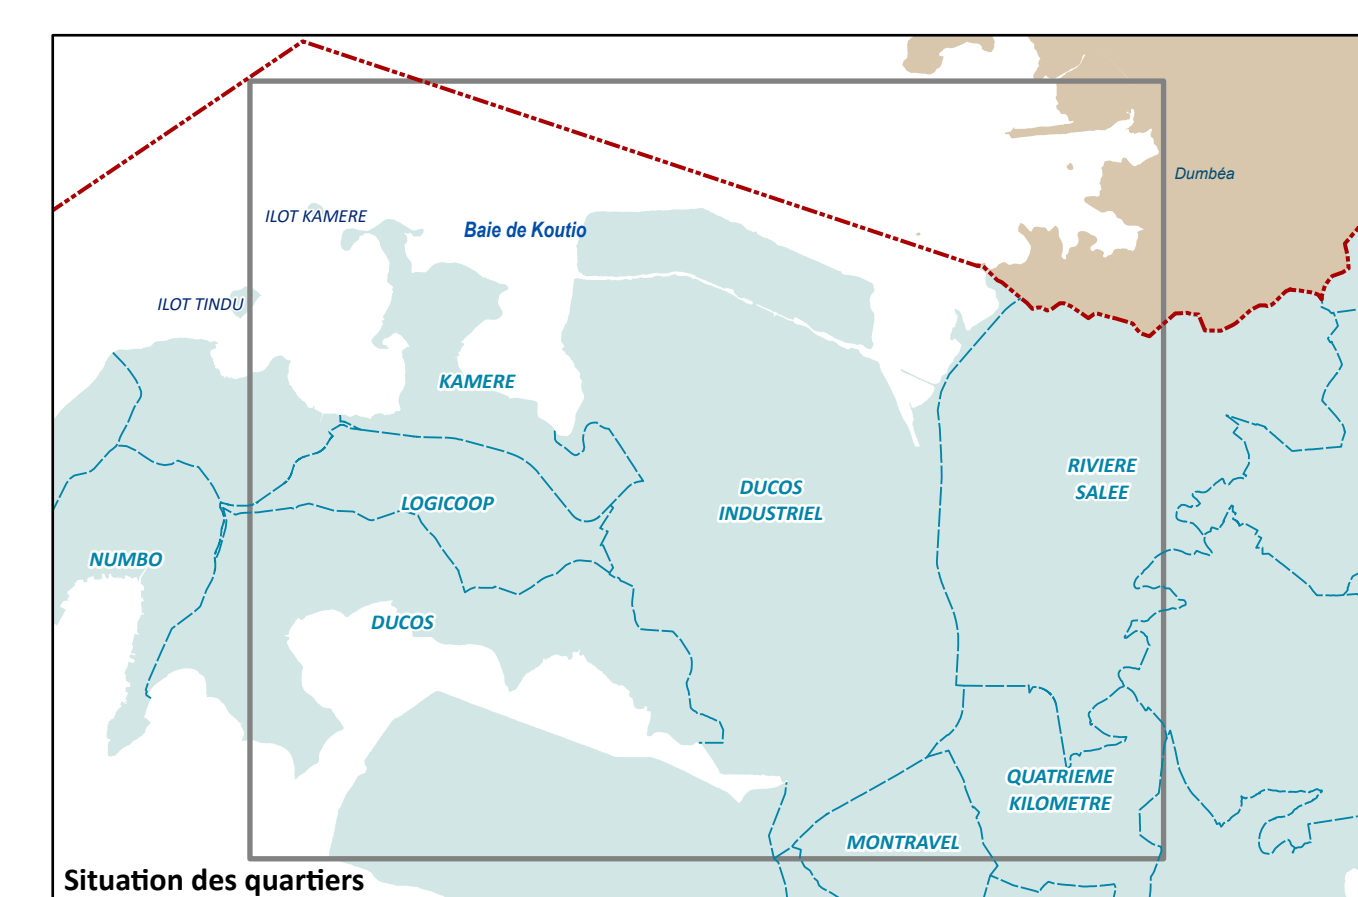 Dumbéa
ILOT KAMERE
Baie de Koutio
ILOT TINDU
KAMERE
RIVIERE
SALEE
DUCOS
INDUSTRIEL
LOGICOOP
NUMBO
DUCOS
QUATRIEME
KILOMETRE
MONTRAVEL
Situation des quartiers